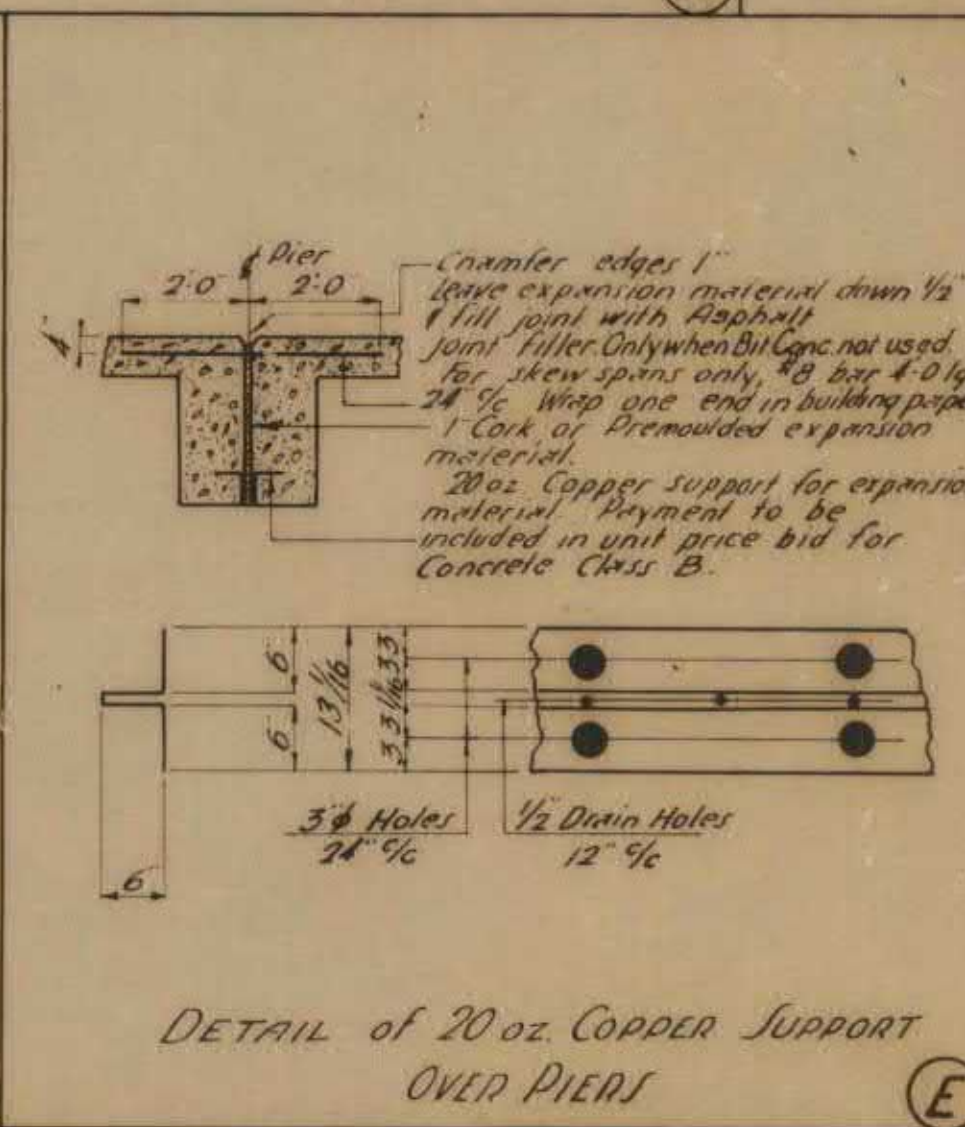 Pier
2'-0" 2'-0"
Chamfer edges 1"
leave expansion material down 1/2"
& fill joint with Asphalt
joint filler. Only when Bit. Conc. not used.
For skew spans only, #8 bar 4'-0 lg
24" c/c Wrap one end in building pape
1" Cork or Premoulded expansion
material.
20 oz. Copper support for expansio
material Payment to be
included in unit price bid for
Concrete Class B.
6" 6"
13 1/16
3 3 1/16 3 3
3"ɸ Holes
24" c/c
1/2" Drain Holes
12" c/c
6"
DETAIL of 20 oz. COPPER SUPPORT
OVER PIERS
E